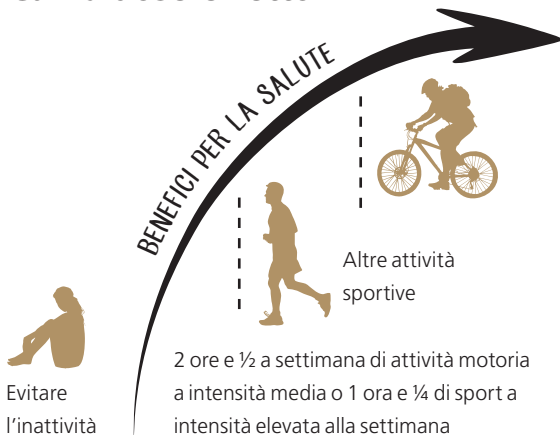 BENEFICI PER LA SALUTE
Altre attività
sportive
Evitare
l'inattività
2 ore e ½ a settimana di attività motoria
a intensità media o 1 ora e ¼ di sport a
intensità elevata alla settimana